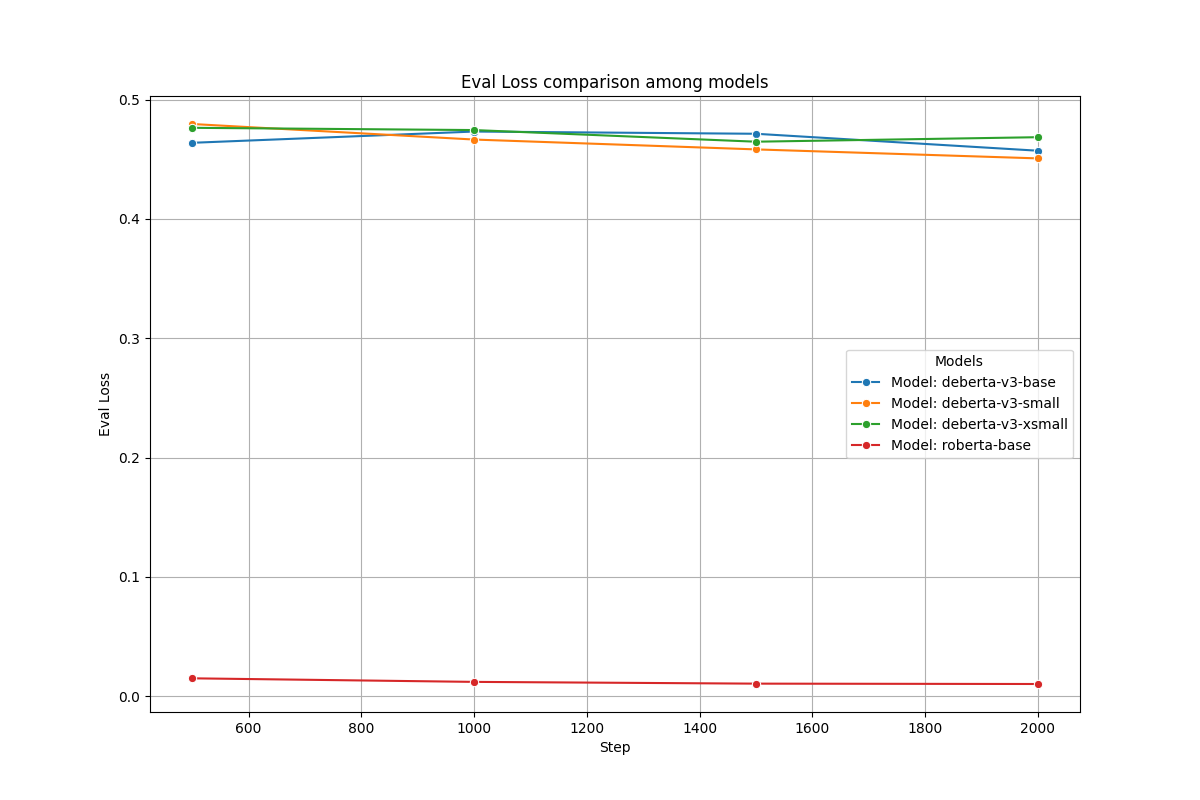 Eval Loss comparison among models
0.5
0.4
0.3
0.2
0.1
0.0
Eval Loss
Models
Model: deberta-v3-base
Model: deberta-v3-small
Model: deberta-v3-xsmall
Model: roberta-base
600 800 1000 1200 1400 1600 1800 2000
Step